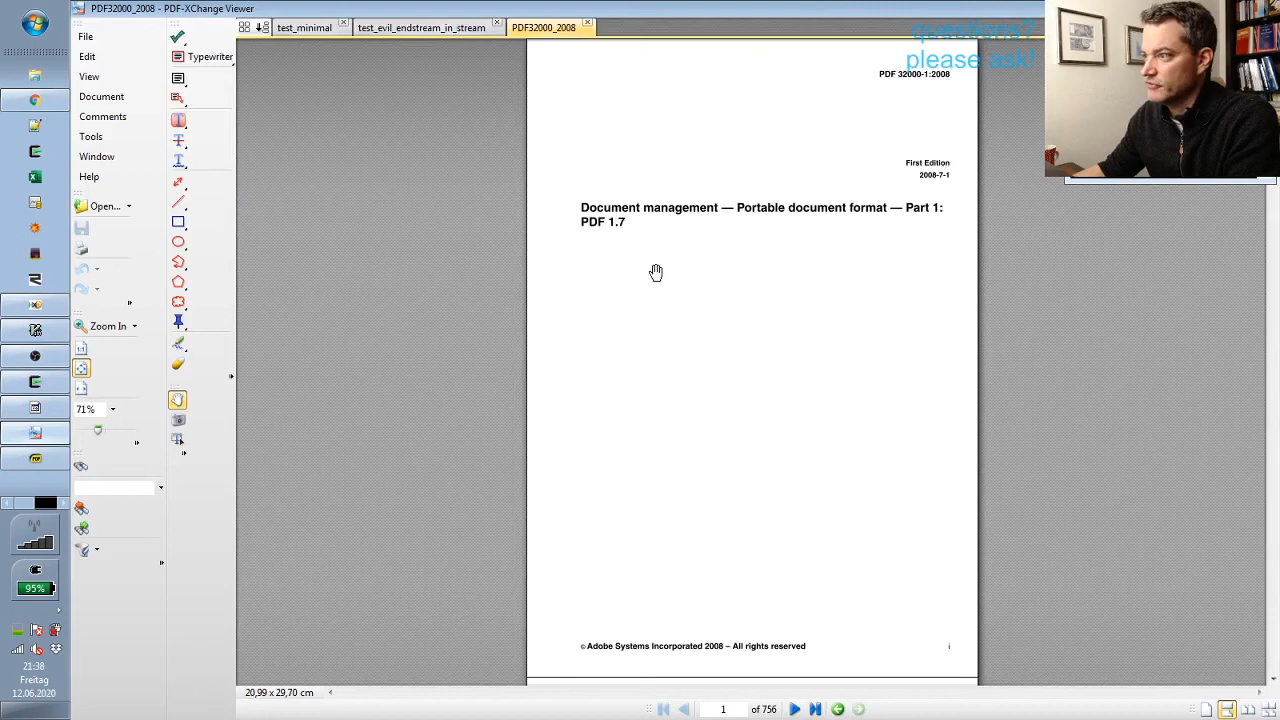 PDF32000_2008 - PDF-XChange Viewer
test_minimal
test_evil_endstream_in_stream
PDF32000_2008
questions?
please ask!
File
Edit
View
Document
Comments
Tools
Window
Help
Open...
Zoom In
1:1
71%
Typewriter
PDF 32000-1:2008
First Edition
2008-7-1
Document management — Portable document format — Part 1:
PDF 1.7
© Adobe Systems Incorporated 2008 – All rights reserved
i
95%
21:38
Freitag
12.06.2020
20,99 x 29,70 cm
1
of 756